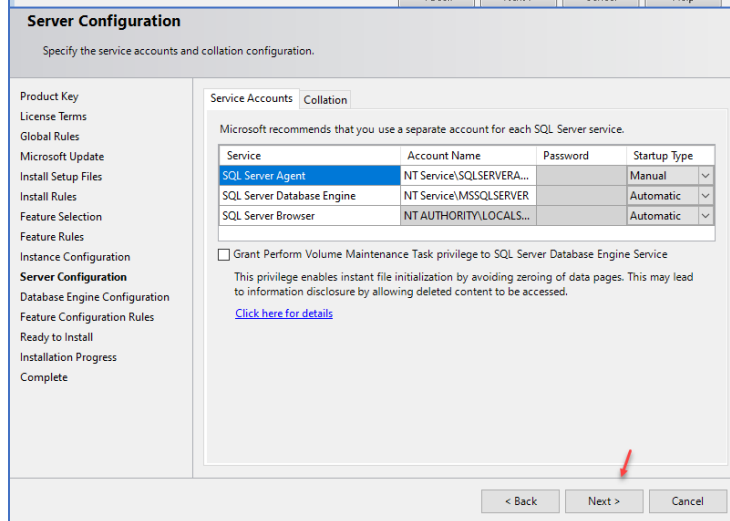 Server Configuration
Specify the service accounts and collation configuration.
Product Key
License Terms
Global Rules
Microsoft Update
Install Setup Files
Install Rules
Feature Selection
Feature Rules
Instance Configuration
Server Configuration
Database Engine Configuration
Feature Configuration Rules
Ready to Install
Installation Progress
Complete
Service Accounts Collation
Microsoft recommends that you use a separate account for each SQL Server service.
Service Account Name Password Startup Type
SQL Server Agent NT Service\SQLSERVERA... Manual
SQL Server Database Engine NT Service\MSSQLSERVER Automatic
SQL Server Browser NT AUTHORITY\LOCALS... Automatic
Grant Perform Volume Maintenance Task privilege to SQL Server Database Engine Service
This privilege enables instant file initialization by avoiding zeroing of data pages. This may lead
to information disclosure by allowing deleted content to be accessed.
Click here for details
< Back Next > Cancel